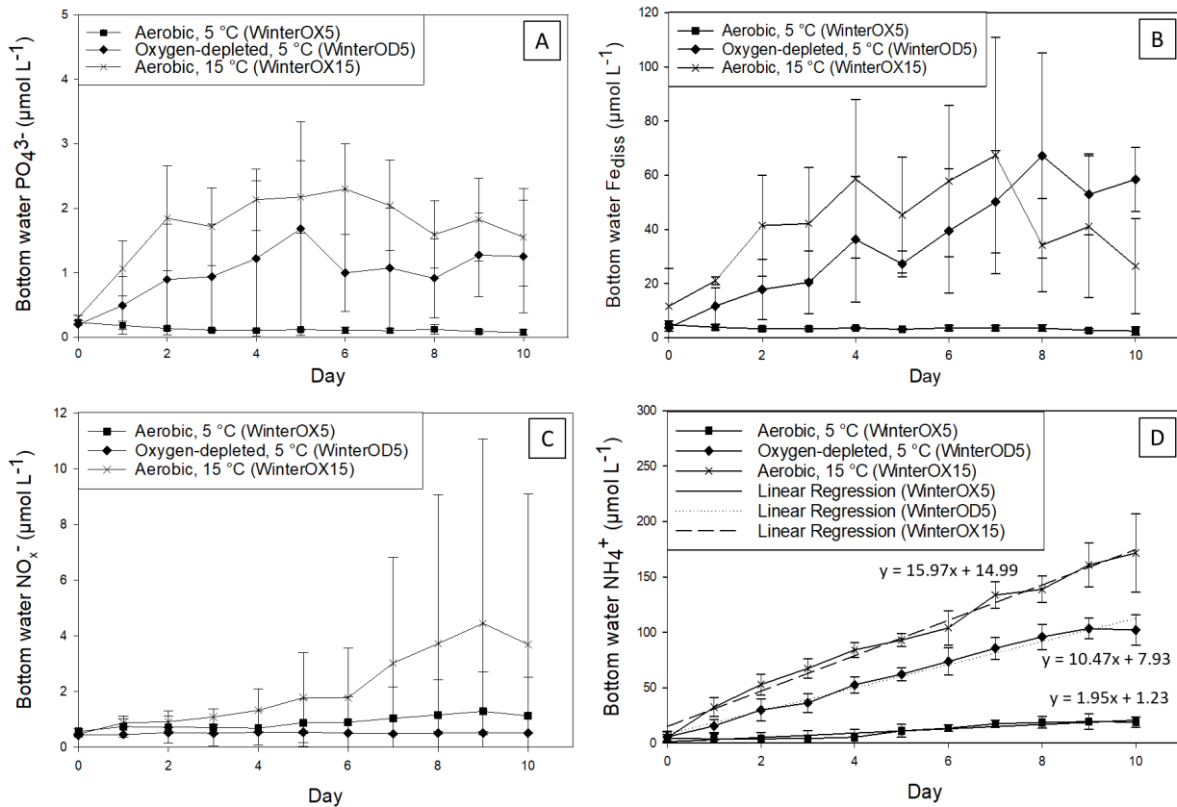 A
Aerobic, 5 °C (WinterOX5)
Oxygen-depleted, 5 °C (WinterOD5)
Aerobic, 15 °C (WinterOX15)
Bottom water PO₄³⁻ (µmol L⁻¹)
5
4
3
2
1
0
0 2 4 6 8 10
Day
B
Aerobic, 5 °C (WinterOX5)
Oxygen-depleted, 5 °C (WinterOD5)
Aerobic, 15 °C (WinterOX15)
Bottom water Fe_diss (µmol L⁻¹)
120
100
80
60
40
20
0
0 2 4 6 8 10
Day
C
Aerobic, 5 °C (WinterOX5)
Oxygen-depleted, 5 °C (WinterOD5)
Aerobic, 15 °C (WinterOX15)
Bottom water NOₓ⁻ (µmol L⁻¹)
12
10
8
6
4
2
0
0 2 4 6 8 10
Day
D
Aerobic, 5 °C (WinterOX5)
Oxygen-depleted, 5 °C (WinterOD5)
Aerobic, 15 °C (WinterOX15)
Linear Regression (WinterOX5)
Linear Regression (WinterOD5)
Linear Regression (WinterOX15)
Bottom water NH₄⁺ (µmol L⁻¹)
300
250
200
150
100
50
0
y = 15.97x + 14.99
y = 10.47x + 7.93
y = 1.95x + 1.23
0 2 4 6 8 10
Day